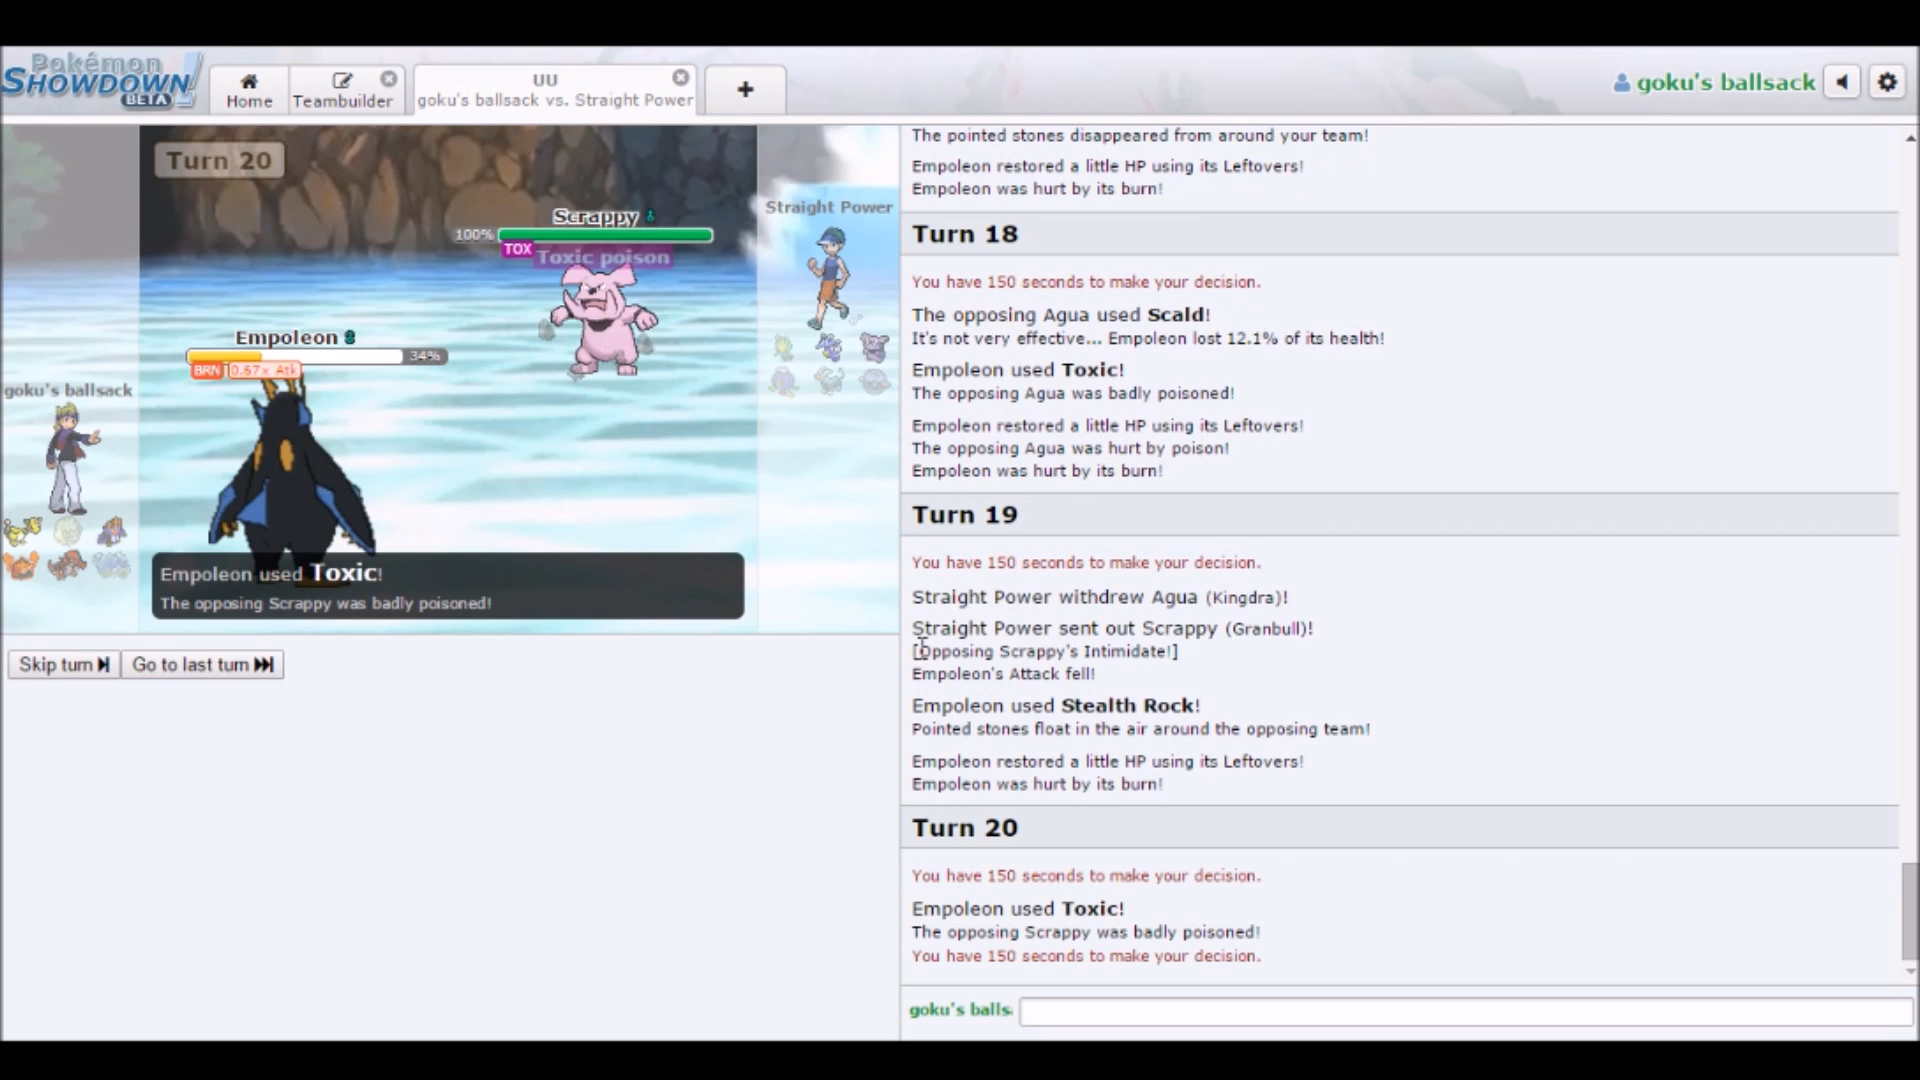 Pokémon
SHOWDOWN!
BETA
Home
Teambuilder
UU
goku's ballsack vs. Straight Power
+
goku's ballsack
Turn 20
Scrappy
100%
TOX
Toxic poison
Straight Power
Empoleon
34%
BRN 0.67x Atk
goku's ballsack
Empoleon used Toxic!
The opposing Scrappy was badly poisoned!
Skip turn
Go to last turn
The pointed stones disappeared from around your team!
Empoleon restored a little HP using its Leftovers!
Empoleon was hurt by its burn!
Turn 18
You have 150 seconds to make your decision.
The opposing Agua used Scald!
It's not very effective... Empoleon lost 12.1% of its health!
Empoleon used Toxic!
The opposing Agua was badly poisoned!
Empoleon restored a little HP using its Leftovers!
The opposing Agua was hurt by poison!
Empoleon was hurt by its burn!
Turn 19
You have 150 seconds to make your decision.
Straight Power withdrew Agua (Kingdra)!
Straight Power sent out Scrappy (Granbull)!
[Opposing Scrappy's Intimidate!]
Empoleon's Attack fell!
Empoleon used Stealth Rock!
Pointed stones float in the air around the opposing team!
Empoleon restored a little HP using its Leftovers!
Empoleon was hurt by its burn!
Turn 20
You have 150 seconds to make your decision.
Empoleon used Toxic!
The opposing Scrappy was badly poisoned!
You have 150 seconds to make your decision.
goku's balls